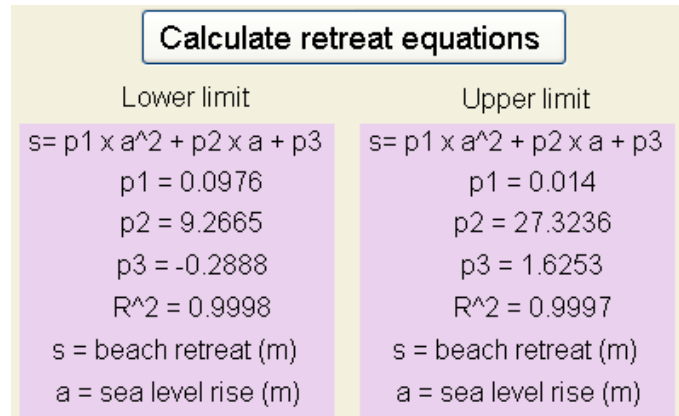 Calculate retreat equations
Lower limit
s= p1 x a^2 + p2 x a + p3
p1 = 0.0976
p2 = 9.2665
p3 = -0.2888
R^2 = 0.9998
s = beach retreat (m)
a = sea level rise (m)
Upper limit
s= p1 x a^2 + p2 x a + p3
p1 = 0.014
p2 = 27.3236
p3 = 1.6253
R^2 = 0.9997
s = beach retreat (m)
a = sea level rise (m)